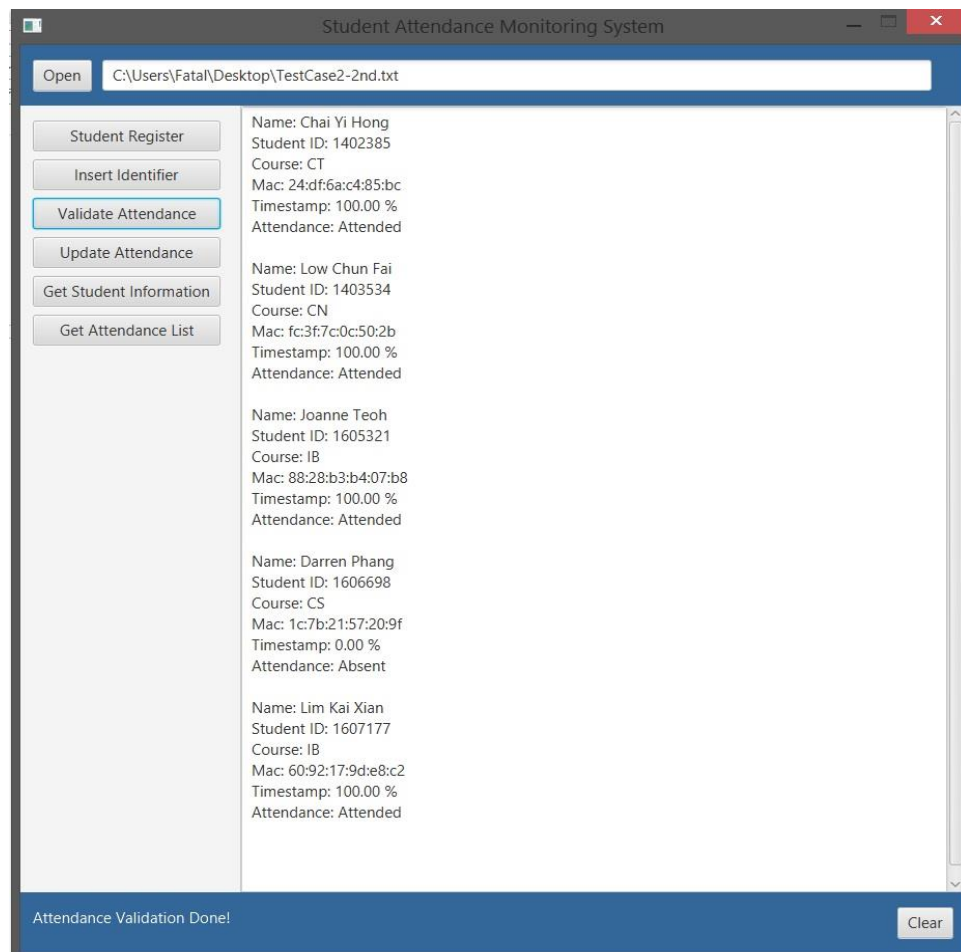 Student Attendance Monitoring System
Open
C:\Users\Fatal\Desktop\TestCase2-2nd.txt
Student Register
Insert Identifier
Validate Attendance
Update Attendance
Get Student Information
Get Attendance List
Name: Chai Yi Hong
Student ID: 1402385
Course: CT
Mac: 24:df:6a:c4:85:bc
Timestamp: 100.00 %
Attendance: Attended
Name: Low Chun Fai
Student ID: 1403534
Course: CN
Mac: fc:3f:7c:0c:50:2b
Timestamp: 100.00 %
Attendance: Attended
Name: Joanne Teoh
Student ID: 1605321
Course: IB
Mac: 88:28:b3:b4:07:b8
Timestamp: 100.00 %
Attendance: Attended
Name: Darren Phang
Student ID: 1606698
Course: CS
Mac: 1c:7b:21:57:20:9f
Timestamp: 0.00 %
Attendance: Absent
Name: Lim Kai Xian
Student ID: 1607177
Course: IB
Mac: 60:92:17:9d:e8:c2
Timestamp: 100.00 %
Attendance: Attended
Attendance Validation Done!
Clear